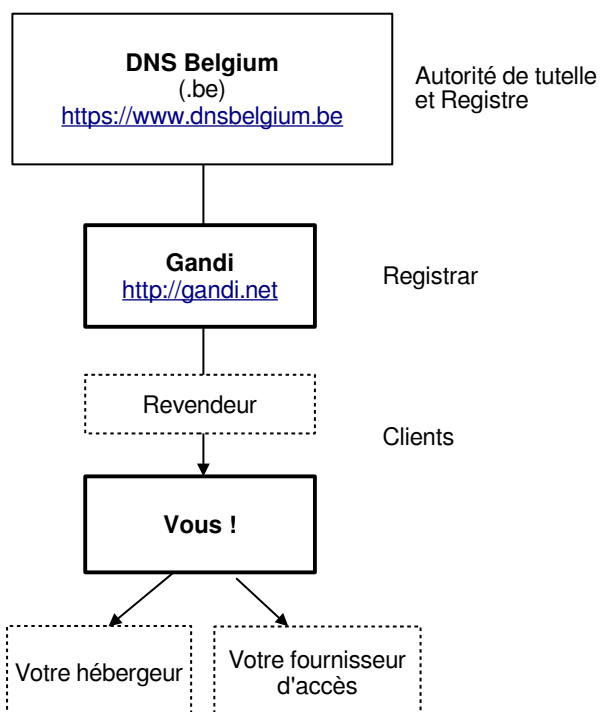 DNS Belgium
(.be)
https://www.dnsbelgium.be
Autorité de tutelle
et Registre
Gandi
http://gandi.net
Registrar
Revendeur
Clients
Vous !
Votre hébergeur
Votre fournisseur
d'accès